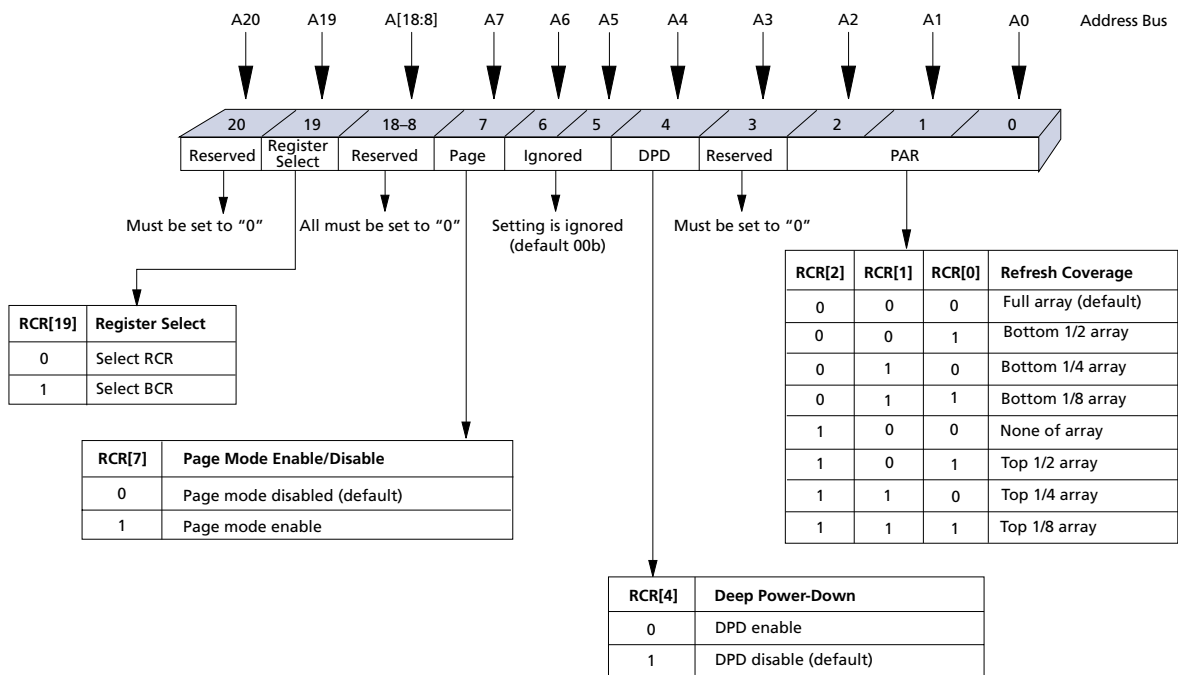 A20 A19 A[18:8] A7 A6 A5 A4 A3 A2 A1 A0 Address Bus
20 19 18–8 7 6 5 4 3 2 1 0
Reserved Register Select Reserved Page Ignored DPD Reserved PAR
Must be set to “0”
All must be set to “0”
Setting is ignored
(default 00b)
Must be set to “0”
RCR[19] Register Select
0 Select RCR
1 Select BCR
RCR[2] RCR[1] RCR[0] Refresh Coverage
0 0 0 Full array (default)
0 0 1 Bottom 1/2 array
0 1 0 Bottom 1/4 array
0 1 1 Bottom 1/8 array
1 0 0 None of array
1 0 1 Top 1/2 array
1 1 0 Top 1/4 array
1 1 1 Top 1/8 array
RCR[7] Page Mode Enable/Disable
0 Page mode disabled (default)
1 Page mode enable
RCR[4] Deep Power-Down
0 DPD enable
1 DPD disable (default)